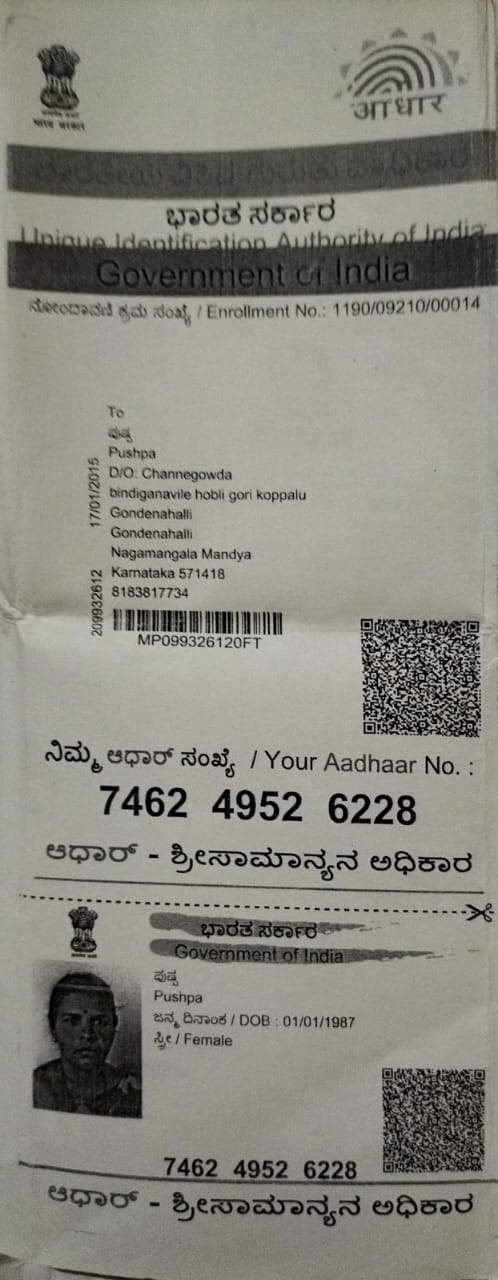 भारत सरकार
आधार
ಭಾರತೀಯ ವಿಶಿಷ್ಟ ಗುರುತು ಪ್ರಾಧಿಕಾರ
ಭಾರತ ಸರ್ಕಾರ
Unique Identification Authority of India
Government of India
ನೋಂದಾವಣಿ ಕ್ರಮ ಸಂಖ್ಯೆ / Enrollment No.: 1190/09210/00014
To
ಪುಷ್ಪ
Pushpa
D/O: Channegowda
bindiganavile hobli gori koppalu
Gondenahalli
Gondenahalli
Nagamangala Mandya
Karnataka 571418
8183817734
17/01/2015
209932612
MP099326120FT
ನಿಮ್ಮ ಆಧಾರ್ ಸಂಖ್ಯೆ / Your Aadhaar No. :
7462 4952 6228
ಆಧಾರ್ - ಶ್ರೀಸಾಮಾನ್ಯನ ಅಧಿಕಾರ
ಭಾರತ ಸರ್ಕಾರ
Government of India
ಪುಷ್ಪ
Pushpa
ಜನ್ಮ ದಿನಾಂಕ / DOB : 01/01/1987
ಸ್ತ್ರೀ / Female
7462 4952 6228
ಆಧಾರ್ - ಶ್ರೀಸಾಮಾನ್ಯನ ಅಧಿಕಾರ